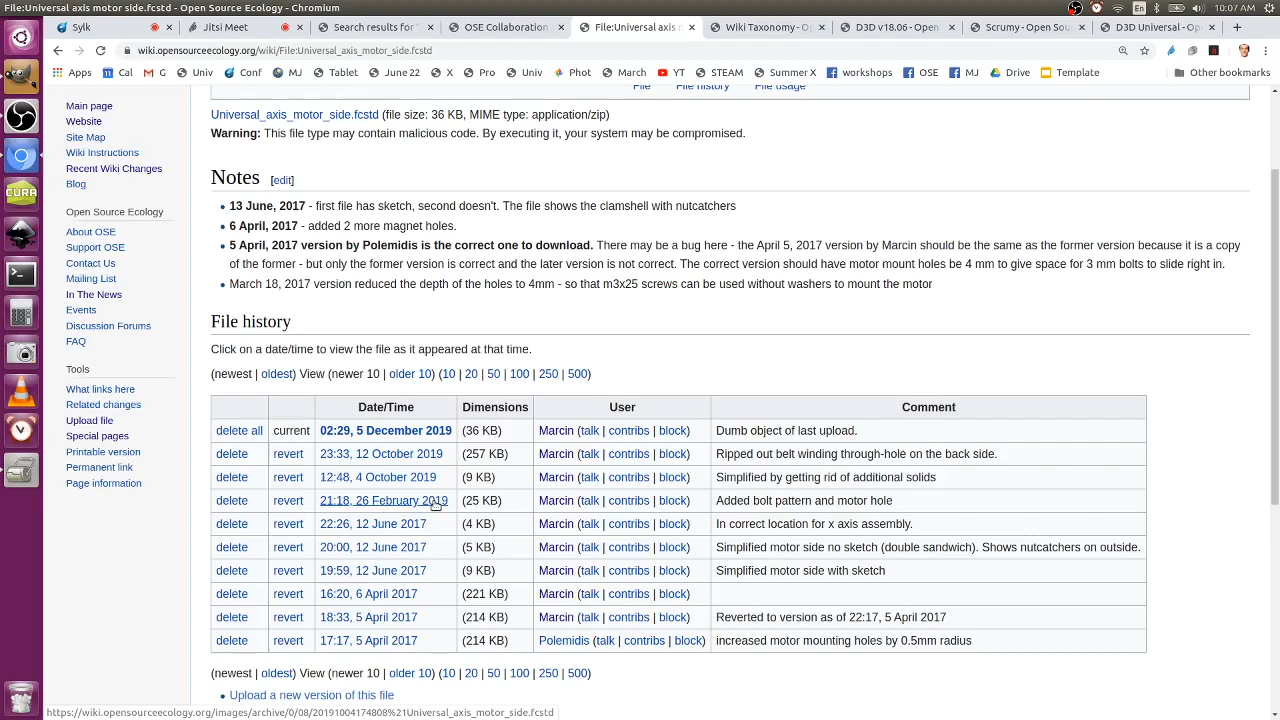 File:Universal axis motor side.fcstd - Open Source Ecology - Chromium
En
10:07 AM
Sylk
Jitsi Meet
Search results for "
OSE Collaboration
File:Universal axis m
Wiki Taxonomy - Op
D3D v18.06 - Open
Scrumy - Open Sour
D3D Universal - Ope
wiki.opensourceecology.org/wiki/File:Universal_axis_motor_side.fcstd
Apps
Cal
G
Univ
Conf
MJ
Tablet
June 22
X
Pro
Univ
Phot
March
YT
STEAM
Summer X
workshops
OSE
MJ
Drive
Template
Other bookmarks
Main page
Website
Site Map
Wiki Instructions
Recent Wiki Changes
Blog
Open Source Ecology
About OSE
Support OSE
Contact Us
Mailing List
In The News
Events
Discussion Forums
FAQ
Tools
What links here
Related changes
Upload file
Special pages
Printable version
Permanent link
Page information
File File history File usage
Universal_axis_motor_side.fcstd (file size: 36 KB, MIME type: application/zip)
Warning: This file type may contain malicious code. By executing it, your system may be compromised.
Notes [edit]
13 June, 2017 - first file has sketch, second doesn't. The file shows the clamshell with nutcatchers
6 April, 2017 - added 2 more magnet holes.
5 April, 2017 version by Polemidis is the correct one to download. There may be a bug here - the April 5, 2017 version by Marcin should be the same as the former version because it is a copy
of the former - but only the former version is correct and the later version is not correct. The correct version should have motor mount holes be 4 mm to give space for 3 mm bolts to slide right in.
March 18, 2017 version reduced the depth of the holes to 4mm - so that m3x25 screws can be used without washers to mount the motor
File history
Click on a date/time to view the file as it appeared at that time.
(newest | oldest) View (newer 10 | older 10) (10 | 20 | 50 | 100 | 250 | 500)
Date/Time Dimensions User Comment
delete all current 02:29, 5 December 2019 (36 KB) Marcin (talk | contribs | block) Dumb object of last upload.
delete revert 23:33, 12 October 2019 (257 KB) Marcin (talk | contribs | block) Ripped out belt winding through-hole on the back side.
delete revert 12:48, 4 October 2019 (9 KB) Marcin (talk | contribs | block) Simplified by getting rid of additional solids
delete revert 21:18, 26 February 2019 (25 KB) Marcin (talk | contribs | block) Added bolt pattern and motor hole
delete revert 22:26, 12 June 2017 (4 KB) Marcin (talk | contribs | block) In correct location for x axis assembly.
delete revert 20:00, 12 June 2017 (5 KB) Marcin (talk | contribs | block) Simplified motor side no sketch (double sandwich). Shows nutcatchers on outside.
delete revert 19:59, 12 June 2017 (9 KB) Marcin (talk | contribs | block) Simplified motor side with sketch
delete revert 16:20, 6 April 2017 (221 KB) Marcin (talk | contribs | block)
delete revert 18:33, 5 April 2017 (214 KB) Marcin (talk | contribs | block) Reverted to version as of 22:17, 5 April 2017
delete revert 17:17, 5 April 2017 (214 KB) Polemidis (talk | contribs | block) increased motor mounting holes by 0.5mm radius
(newest | oldest) View (newer 10 | older 10) (10 | 20 | 50 | 100 | 250 | 500)
Upload a new version of this file
https://wiki.opensourceecology.org/images/archive/0/08/20191004174808%21Universal_axis_motor_side.fcstd
CURA